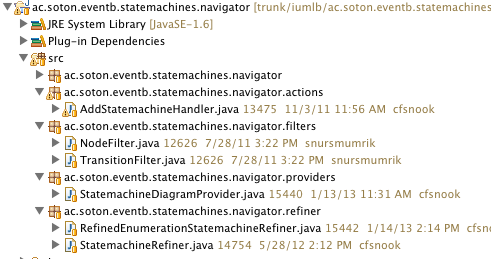 ac.soton.eventb.statemachines.navigator [trunk/iumlb/ac.soton.eventb.statemachines
JRE System Library [JavaSE-1.6]
Plug-in Dependencies
src
ac.soton.eventb.statemachines.navigator
ac.soton.eventb.statemachines.navigator.actions
AddStatemachineHandler.java 13475 11/3/11 11:56 AM cfsnook
ac.soton.eventb.statemachines.navigator.filters
NodeFilter.java 12626 7/28/11 3:22 PM snursmumrik
TransitionFilter.java 12626 7/28/11 3:22 PM snursmumrik
ac.soton.eventb.statemachines.navigator.providers
StatemachineDiagramProvider.java 15440 1/13/13 11:31 AM cfsnook
ac.soton.eventb.statemachines.navigator.refiner
RefinedEnumerationStatemachineRefiner.java 15442 1/14/13 2:14 PM cfsnook
StatemachineRefiner.java 14754 5/28/12 2:12 PM cfsnook